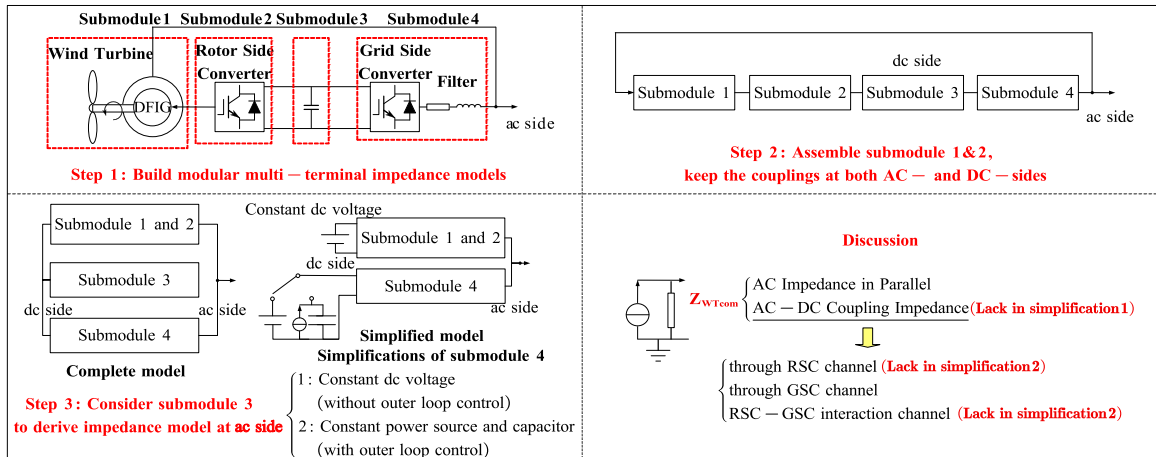 Submodule 1 Submodule 2 Submodule 3 Submodule 4
Wind Turbine
Rotor Side
Converter
Grid Side
Converter
Filter
DFIG
ac side
Step 1: Build modular multi − terminal impedance models
dc side
Submodule 1
Submodule 2
Submodule 3
Submodule 4
ac side
Step 2: Assemble submodule 1&2,
keep the couplings at both AC − and DC − sides
Submodule 1 and 2
Submodule 3
Submodule 4
dc side
ac side
Complete model
Constant dc voltage
Submodule 1 and 2
dc side
Submodule 4
ac side
Simplified model
Simplifications of submodule 4
1: Constant dc voltage
(without outer loop control)
2: Constant power source and capacitor
(with outer loop control)
Step 3: Consider submodule 3
to derive impedance model at ac side
Discussion
Z_WTcom
AC Impedance in Parallel
AC − DC Coupling Impedance (Lack in simplification1)
through RSC channel (Lack in simplification2)
through GSC channel
RSC − GSC interaction channel (Lack in simplification2)